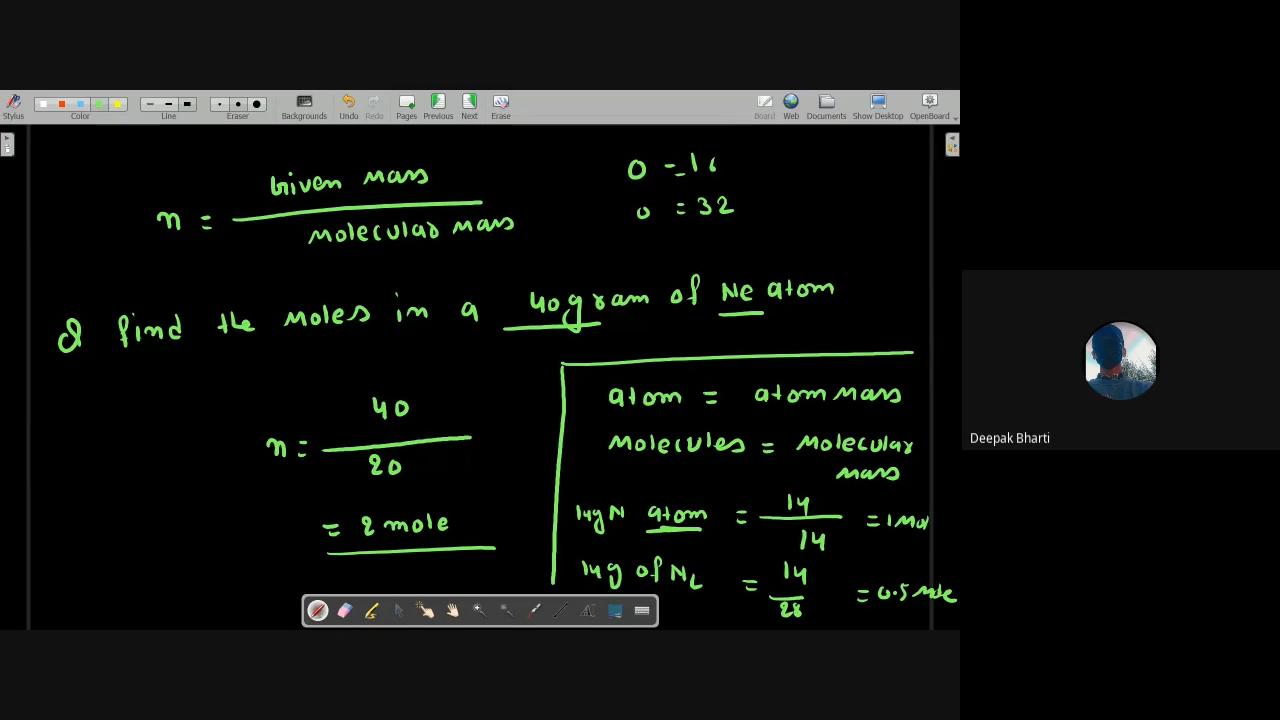 Stylus Color Line Eraser Backgrounds Undo Redo Pages Previous Next Erase Board Web Documents Show Desktop OpenBoard
n = Given mass / molecular mass
O = 16
O = 32
Q find the moles in a 40gram of Ne atom
n = 40 / 20
= 2 mole
atom = atom mass
molecules = molecular mass
14g N atom = 14 / 14 = 1 mol
14g of N2 = 14 / 28 = 0.5 mole
Deepak Bharti